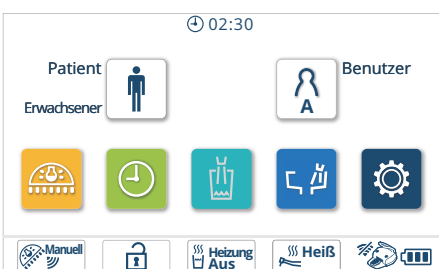 02:30
Patient
Benutzer
Erwachsener
A
Manuell
Heizung
Aus
Heiß